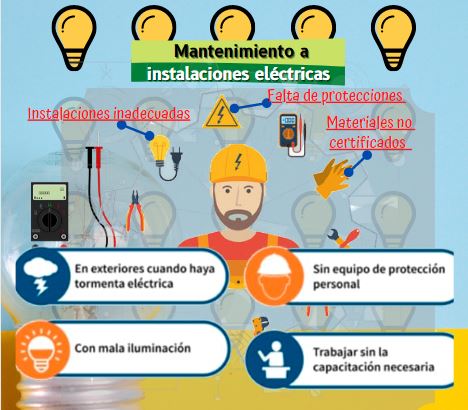 Mantenimiento a
instalaciones eléctricas
Falta de protecciones
Instalaciones inadecuadas
Materiales no
certificados
En exteriores cuando haya
tormenta eléctrica
Sin equipo de protección
personal
Con mala iluminación
Trabajar sin la
capacitación necesaria